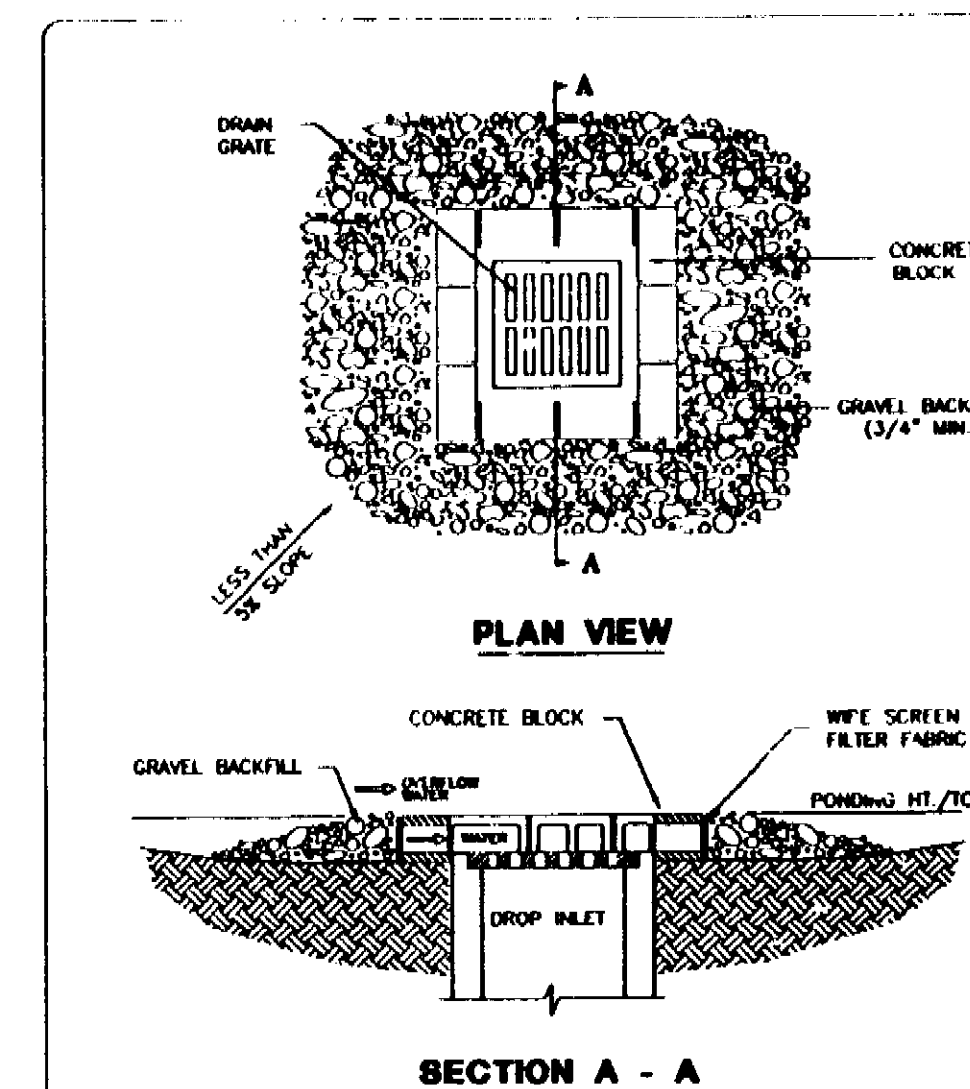 A
DRAIN
GRATE
CONCRET
BLOCK
GRAVEL BACK
(3/4" MIN.
LESS THAN
5% SLOPE
A
PLAN VIEW
CONCRETE BLOCK
WIRE SCREEN
FILTER FABRIC
GRAVEL BACKFILL
OVERFLOW
WATER
PONDING HT./TO
WATER
DROP INLET
SECTION A - A